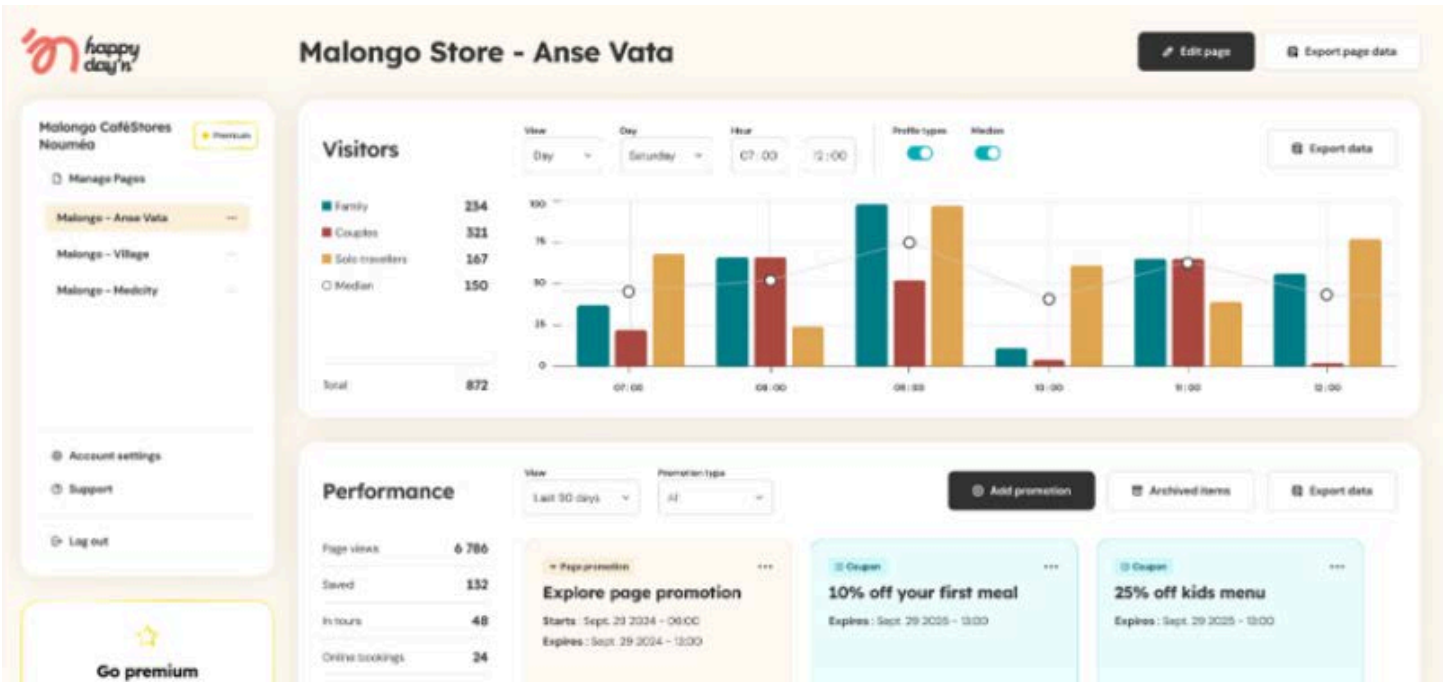 happy
day'n'
Malongo Store - Anse Vata
Edit page
Export page data
Malongo CaféStores
Nouméa
Premium
Manage Pages
Malongo - Anse Vata
Malongo - Village
Malongo - Medcity
Account settings
Support
Log out
Go premium
Visitors
View
Day
Hour
Profile types
Median
Day
Saturday
07:00
12:00
Export data
Family 234
Couples 321
Solo travellers 167
Median 150
Total 872
100
75
50
25
0
07:00
08:00
10:00
11:00
12:00
Performance
View
Promotion type
Last 90 days
All
Add promotion
Archived items
Export data
Page views 6 786
Saved 132
In tours 48
Online bookings 24
Page promotion
Explore page promotion
Starts : Sept. 23 2024 - 06:00
Expires : Sept. 29 2024 - 13:00
Coupon
10% off your first meal
Expires : Sept. 29 2025 - 13:00
Coupon
25% off kids menu
Expires : Sept. 29 2025 - 13:00